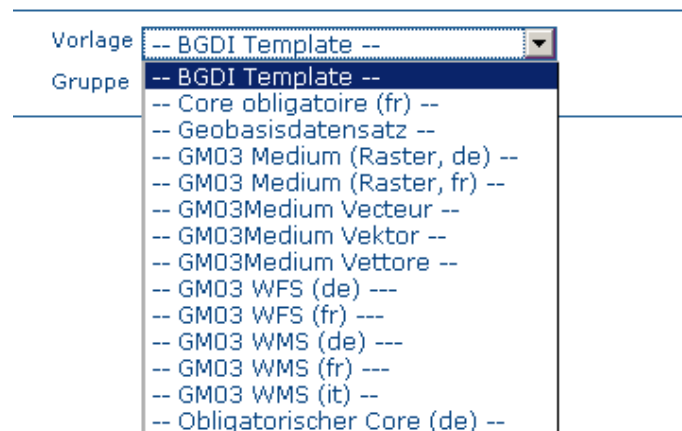 Vorlage -- BGDI Template --
Gruppe -- BGDI Template --
-- Core obligatoire (fr) --
-- Geobasisdatensatz --
-- GM03 Medium (Raster, de) --
-- GM03 Medium (Raster, fr) --
-- GM03Medium Vecteur --
-- GM03Medium Vektor --
-- GM03Medium Vettore --
-- GM03 WFS (de) ---
-- GM03 WFS (fr) ---
-- GM03 WMS (de) ---
-- GM03 WMS (fr) ---
-- GM03 WMS (it) --
-- Obligatorischer Core (de) --